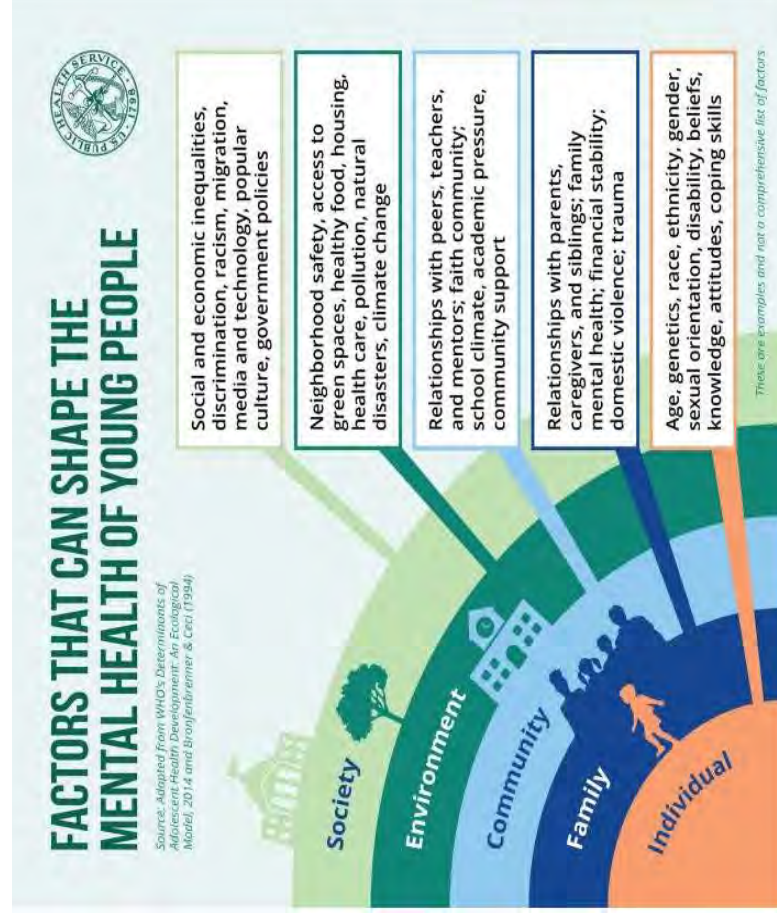 FACTORS THAT CAN SHAPE THE
MENTAL HEALTH OF YOUNG PEOPLE
Source: Adapted from WHO's Determinants of
Adolescent Health Development: An Ecological
Model, 2014 and Bronfenbrenner & Ceci (1994)
U.S. PUBLIC HEALTH SERVICE • 1798
Society
Social and economic inequalities,
discrimination, racism, migration,
media and technology, popular
culture, government policies
Environment
Neighborhood safety, access to
green spaces, healthy food, housing,
health care, pollution, natural
disasters, climate change
Community
Relationships with peers, teachers,
and mentors; faith community;
school climate, academic pressure,
community support
Family
Relationships with parents,
caregivers, and siblings; family
mental health; financial stability;
domestic violence; trauma
Individual
Age, genetics, race, ethnicity, gender,
sexual orientation, disability, beliefs,
knowledge, attitudes, coping skills
These are examples and not a comprehensive list of factors